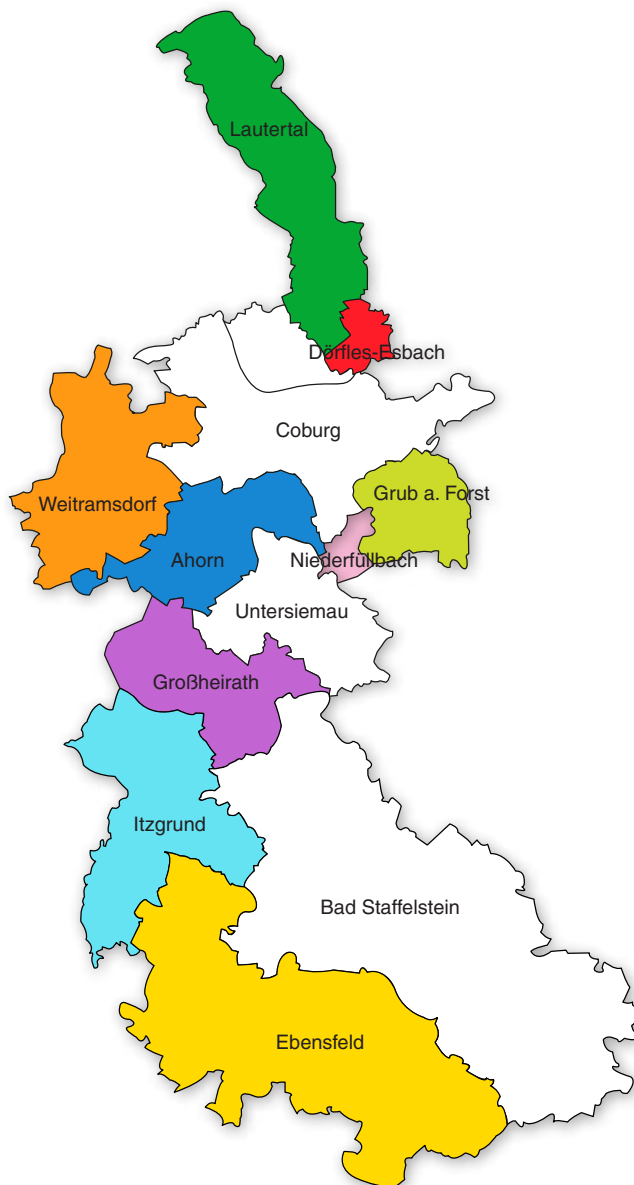 Lautertal
Dörfles-Esbach
Coburg
Grub a. Forst
Weitramsdorf
Ahorn
Niederfüllbach
Untersiemau
Großheirath
Itzgrund
Bad Staffelstein
Ebensfeld